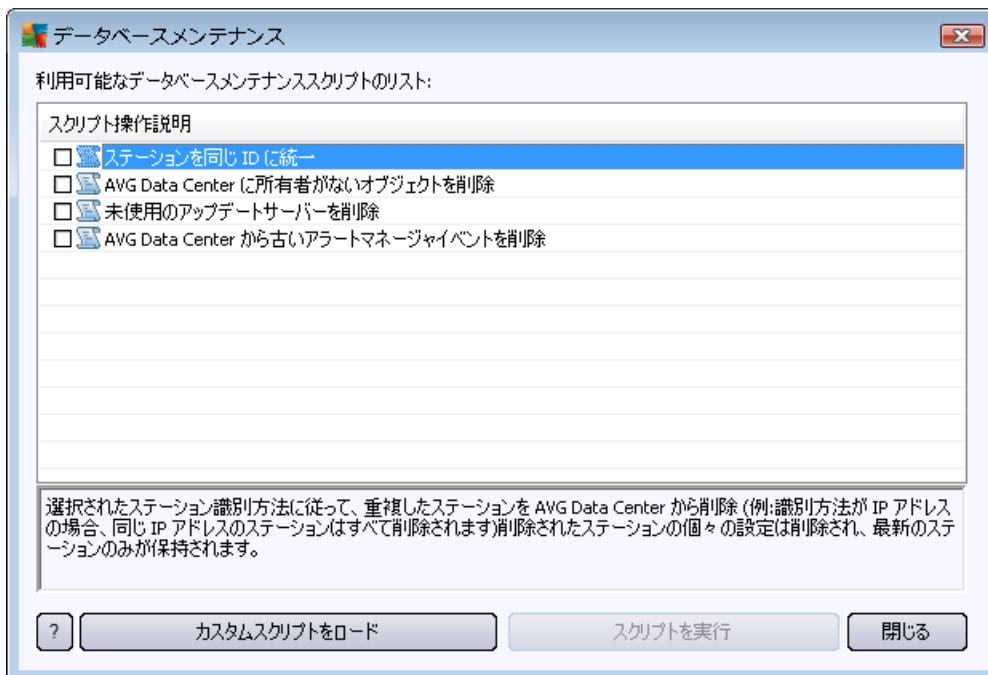 データベースメンテナンス
利用可能なデータベースメンテナンススクリプトのリスト:
スクリプト操作説明
ステーションを同じ ID に統一
AVG Data Center に所有者がないオブジェクトを削除
未使用のアップデートサーバーを削除
AVG Data Center から古いアラートマネージャイベントを削除
選択されたステーション識別方法に従って、重複したステーションを AVG Data Center から削除 (例:識別方法が IP アドレス
の場合、同じ IP アドレスのステーションはすべて削除されます)削除されたステーションの個々の設定は削除され、最新のステ
ーションのみが保持されます。
?
カスタムスクリプトをロード
スクリプトを実行
閉じる